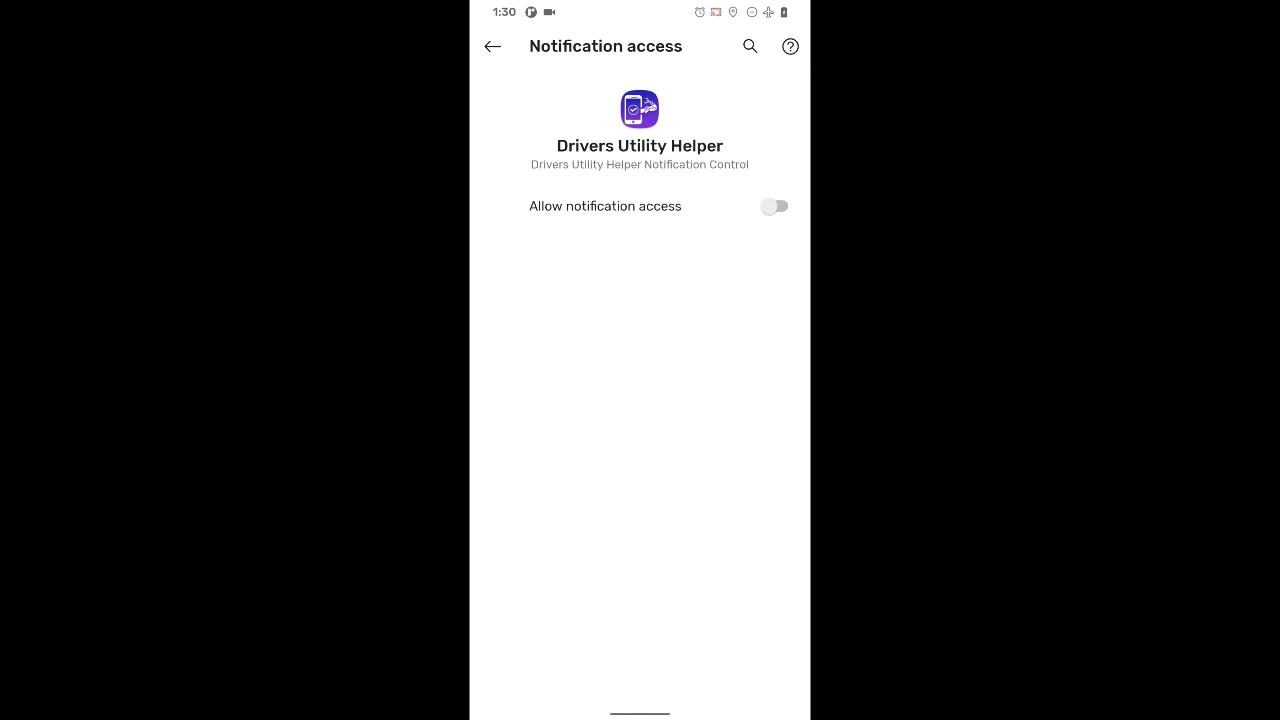 1:30
Notification access
Drivers Utility Helper
Drivers Utility Helper Notification Control
Allow notification access